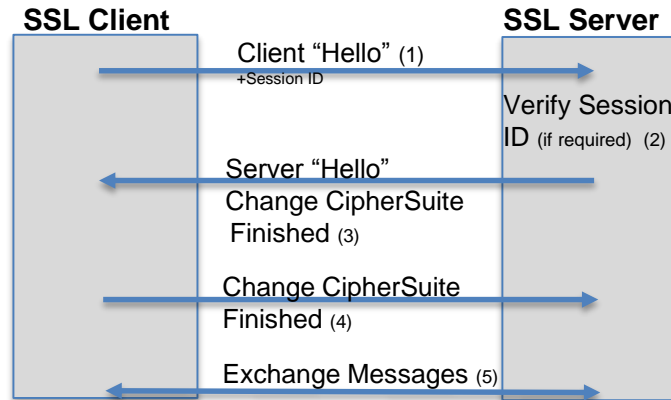 SSL Client
SSL Server
Client “Hello” (1)
+Session ID
Verify Session
ID (if required) (2)
Server “Hello”
Change CipherSuite
Finished (3)
Change CipherSuite
Finished (4)
Exchange Messages (5)